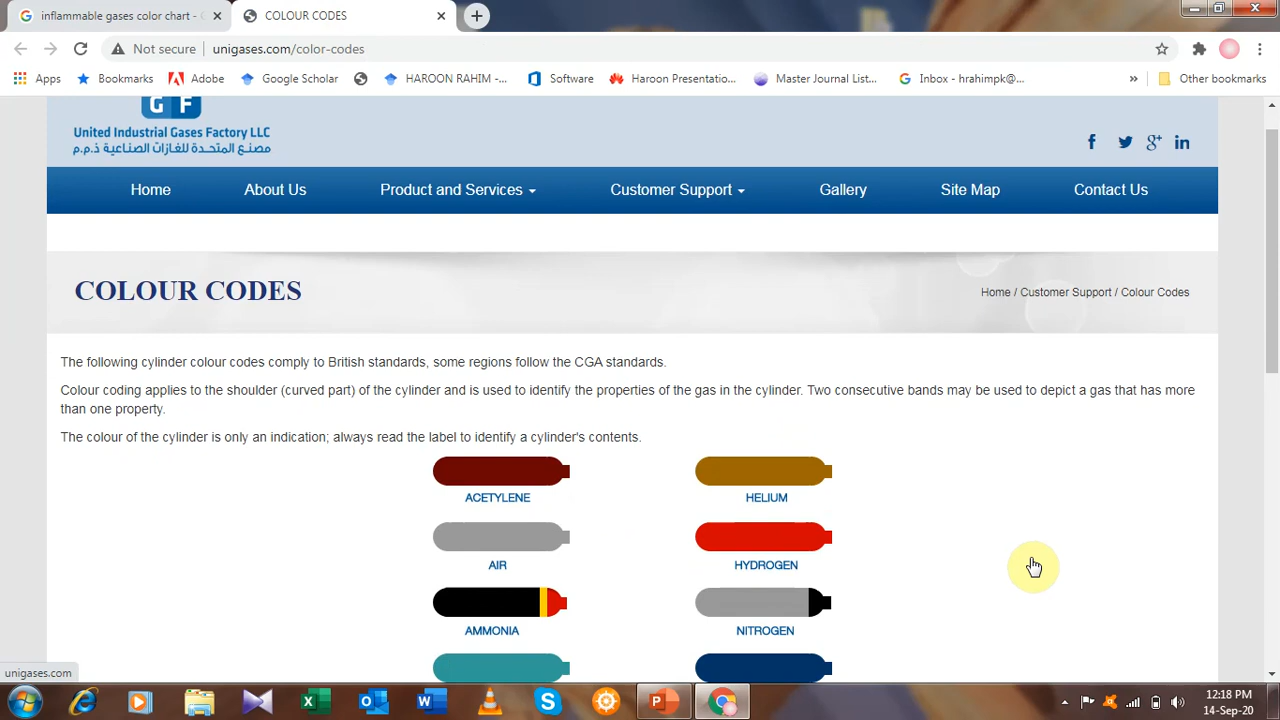 inflammable gases color chart - G
COLOUR CODES
Not secure
unigases.com/color-codes
Apps
Bookmarks
Adobe
Google Scholar
HAROON RAHIM -...
Software
Haroon Presentatio...
Master Journal List...
Inbox - hrahimpk@...
»
Other bookmarks
G F
United Industrial Gases Factory LLC
مصنع المتحدة للغازات الصناعية ذ.م.م
Home
About Us
Product and Services
Customer Support
Gallery
Site Map
Contact Us
COLOUR CODES
Home / Customer Support / Colour Codes
The following cylinder colour codes comply to British standards, some regions follow the CGA standards.
Colour coding applies to the shoulder (curved part) of the cylinder and is used to identify the properties of the gas in the cylinder. Two consecutive bands may be used to depict a gas that has more
than one property.
The colour of the cylinder is only an indication; always read the label to identify a cylinder's contents.
ACETYLENE
HELIUM
AIR
HYDROGEN
AMMONIA
NITROGEN
unigases.com
12:18 PM
14-Sep-20